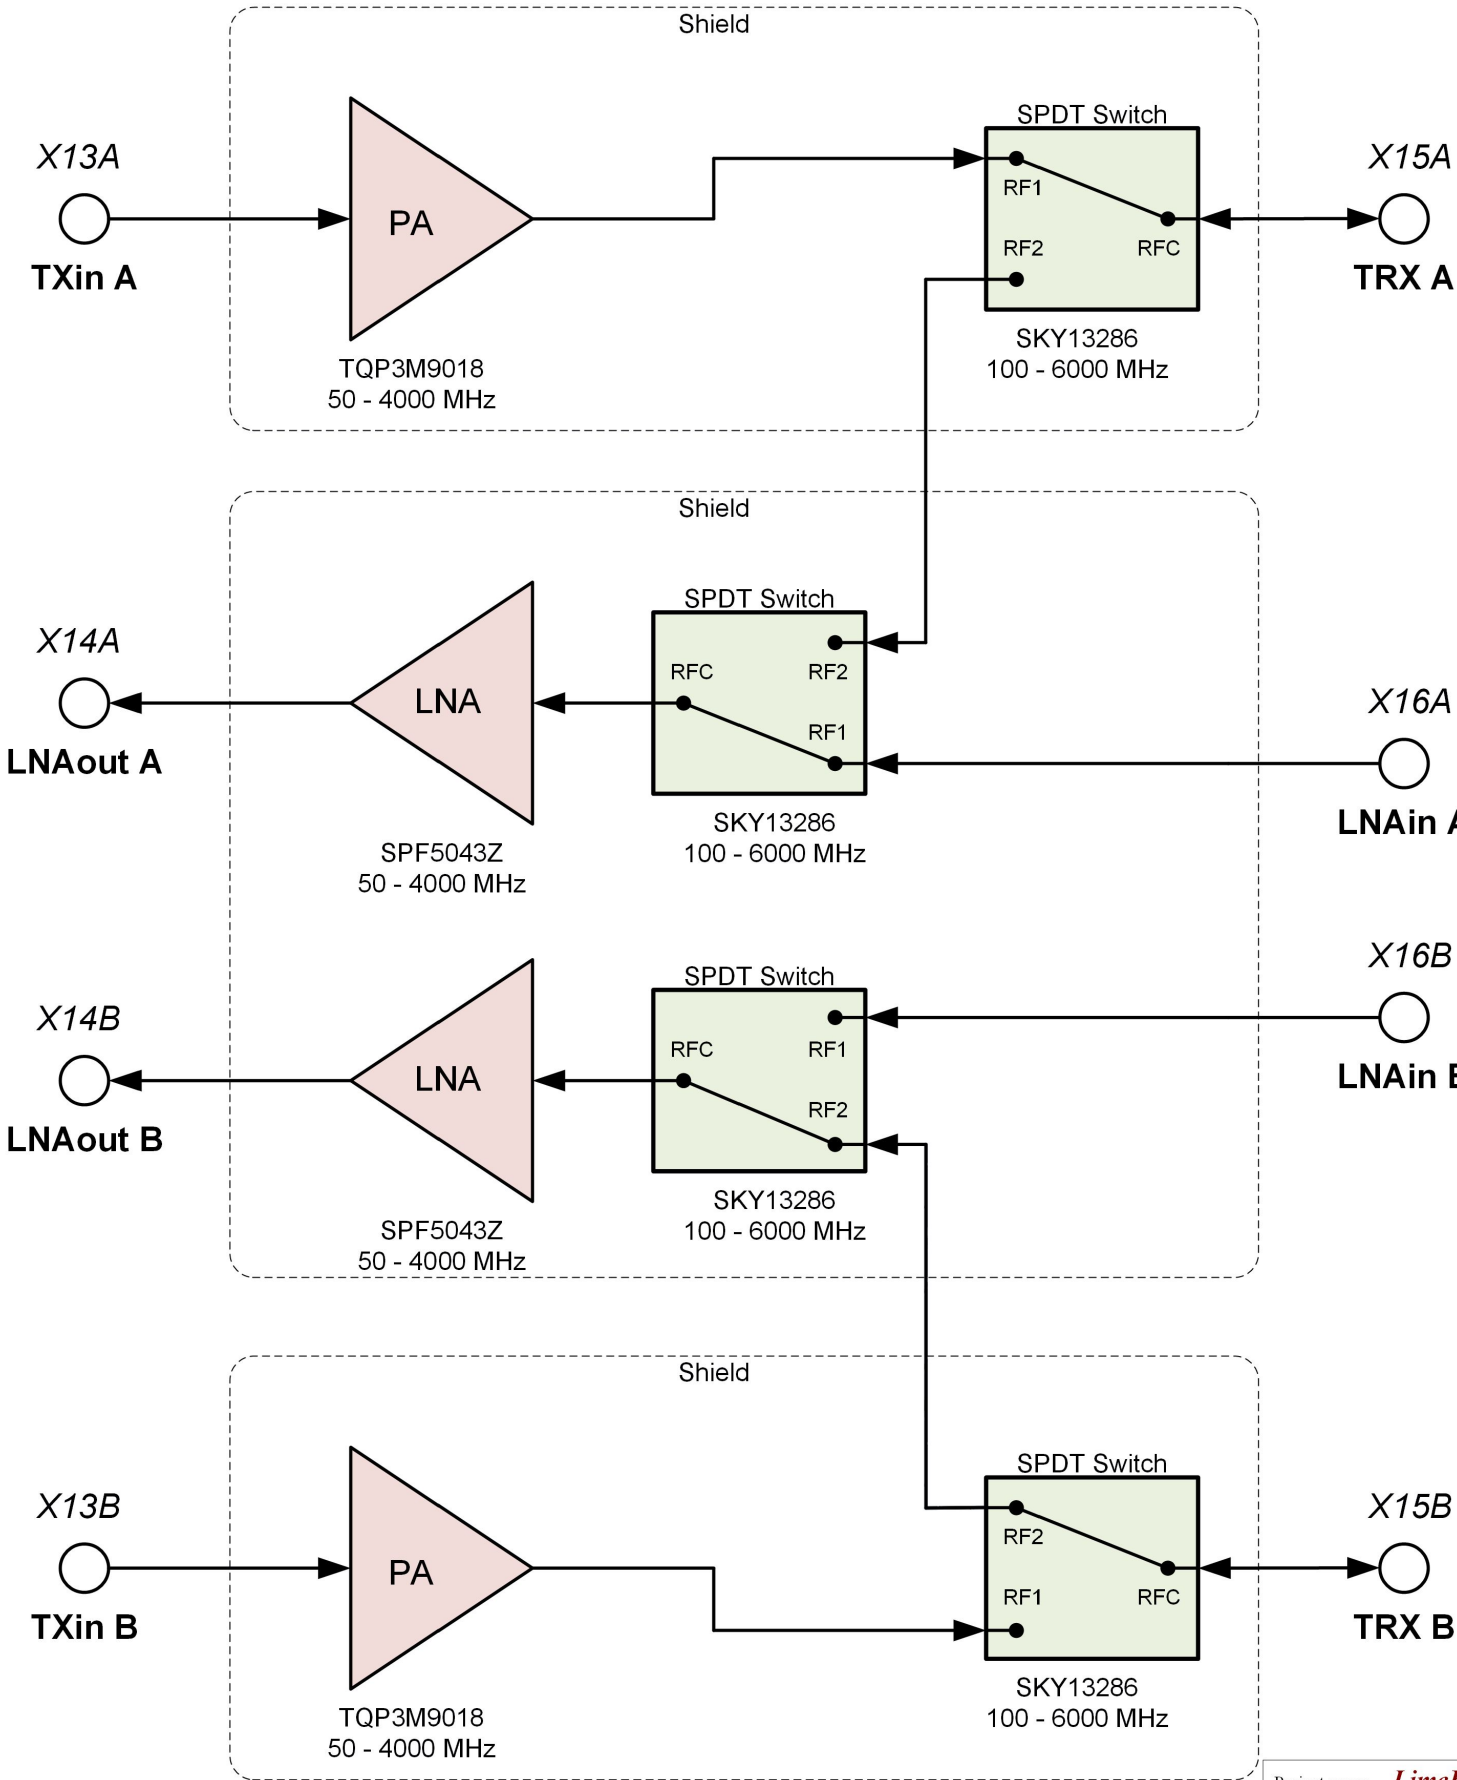 Shield
SPDT Switch
X13A
X15A
RF1
PA
RF2
RFC
TXin A
TRX A
SKY13286
100 - 6000 MHz
TQP3M9018
50 - 4000 MHz
Shield
SPDT Switch
X14A
RFC
RF2
LNA
X16A
RF1
LNAout A
LNAin A
SKY13286
100 - 6000 MHz
SPF5043Z
50 - 4000 MHz
X16B
SPDT Switch
X14B
RFC
RF1
LNA
LNAin
RF2
LNAout B
SKY13286
100 - 6000 MHz
SPF5043Z
50 - 4000 MHz
Shield
SPDT Switch
X13B
X15B
RF2
PA
RF1
RFC
TXin B
TRX B
SKY13286
100 - 6000 MHz
TQP3M9018
50 - 4000 MHz